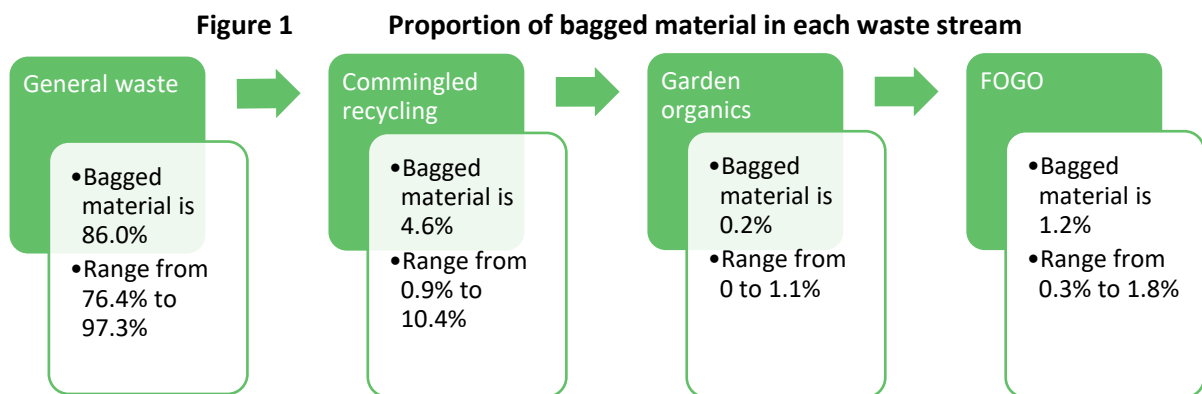 Figure 1 Proportion of bagged material in each waste stream
General waste
•Bagged
material is
86.0%
•Range from
76.4% to
97.3%
Commingled
recycling
•Bagged
material is
4.6%
•Range from
0.9% to
10.4%
Garden
organics
•Bagged
material is
0.2%
•Range from
0 to 1.1%
FOGO
•Bagged
material is
1.2%
•Range from
0.3% to 1.8%